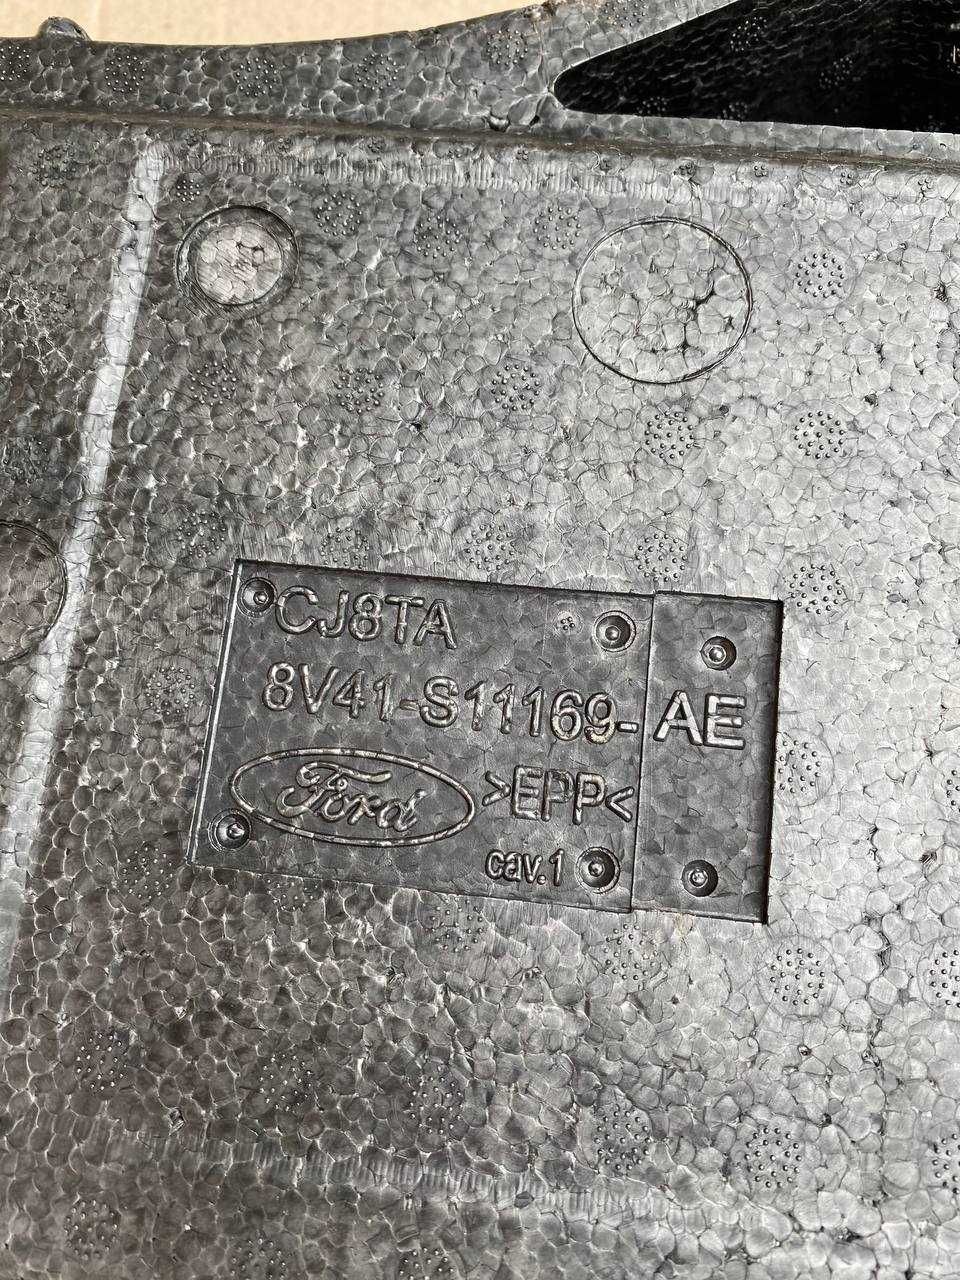 CJ8TA
8V41-S11169-AE
Ford >EPP<
cav.1